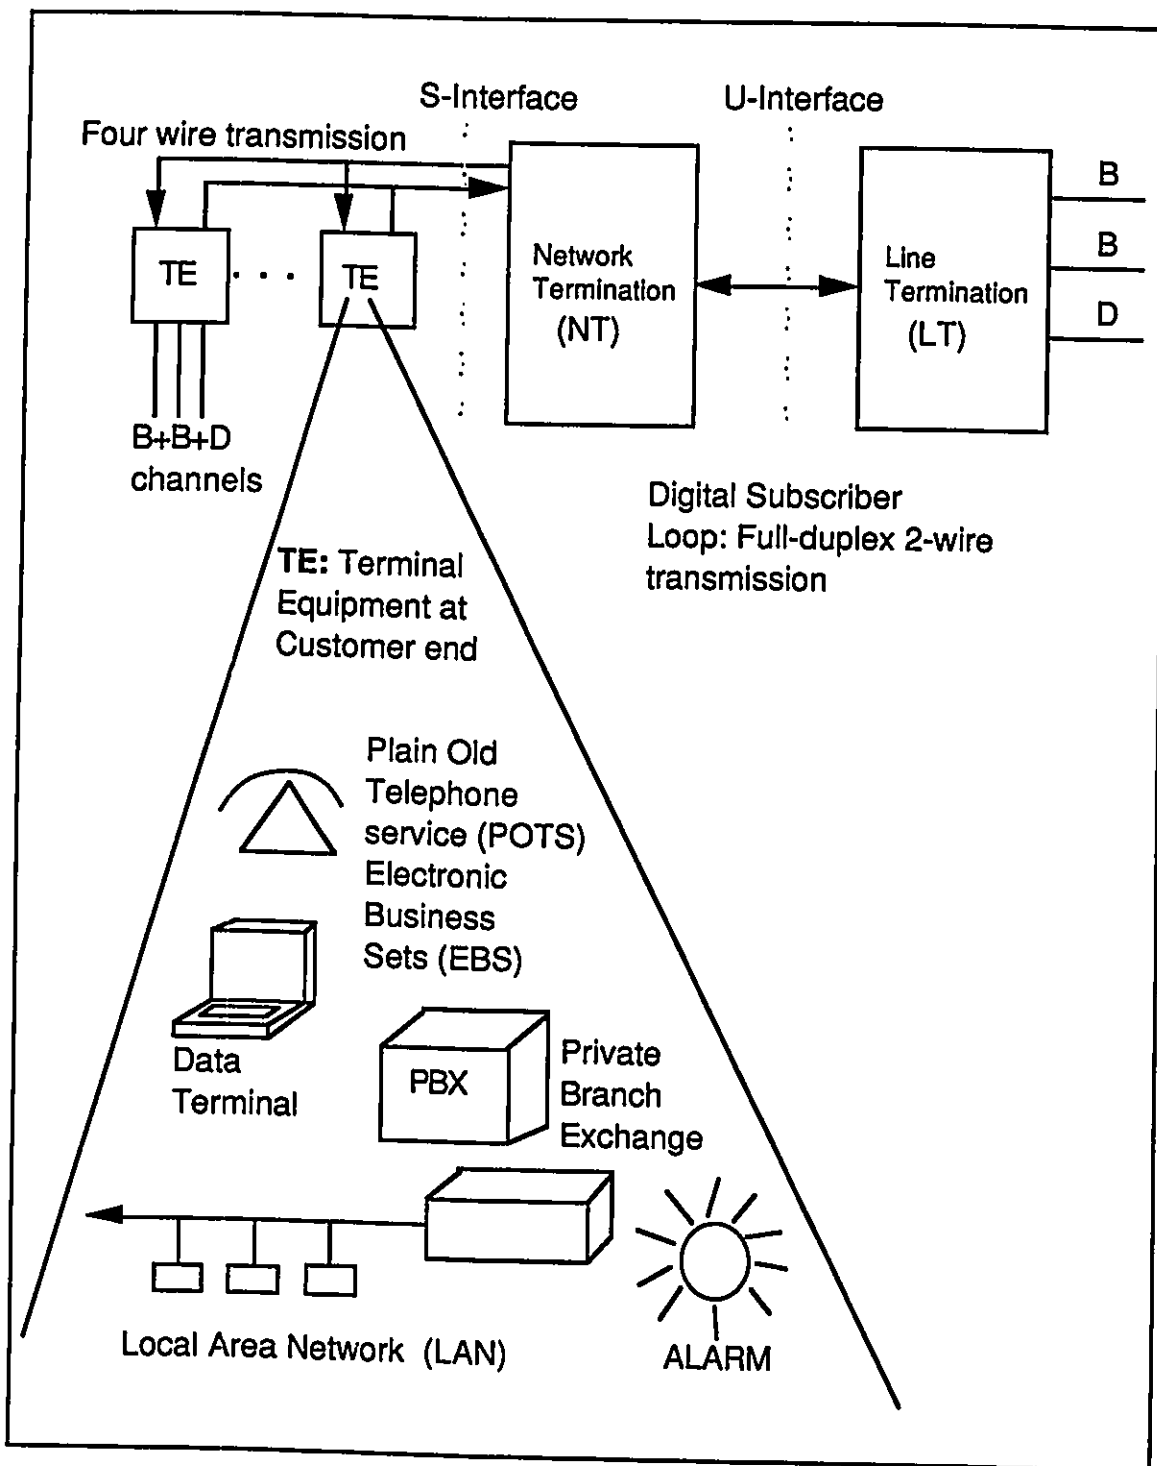 S-Interface
U-Interface
Four wire transmission
TE
. . .
TE
Network
Termination
(NT)
Line
Termination
(LT)
B
B
D
B+B+D
channels
Digital Subscriber
Loop: Full-duplex 2-wire
transmission
TE: Terminal
Equipment at
Customer end
Plain Old
Telephone
service (POTS)
Electronic
Business
Sets (EBS)
Data
Terminal
PBX
Private
Branch
Exchange
Local Area Network (LAN)
ALARM